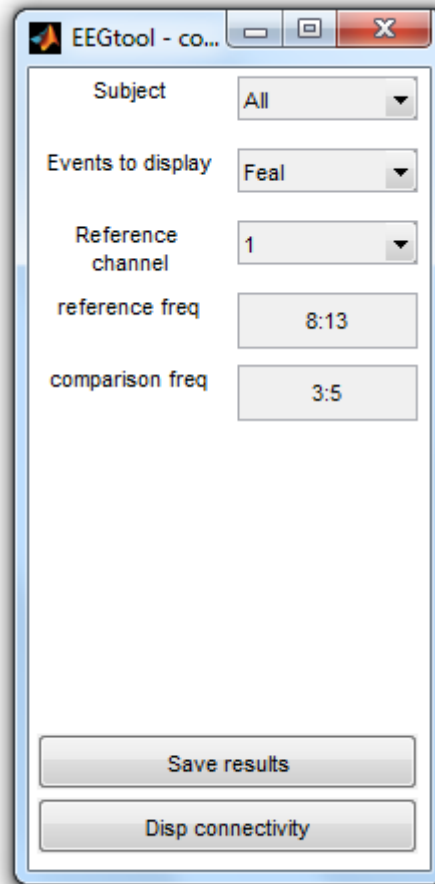 EEGtool - co...
Subject
All
Events to display
Feal
Reference
channel
1
reference freq
8:13
comparison freq
3:5
Save results
Disp connectivity